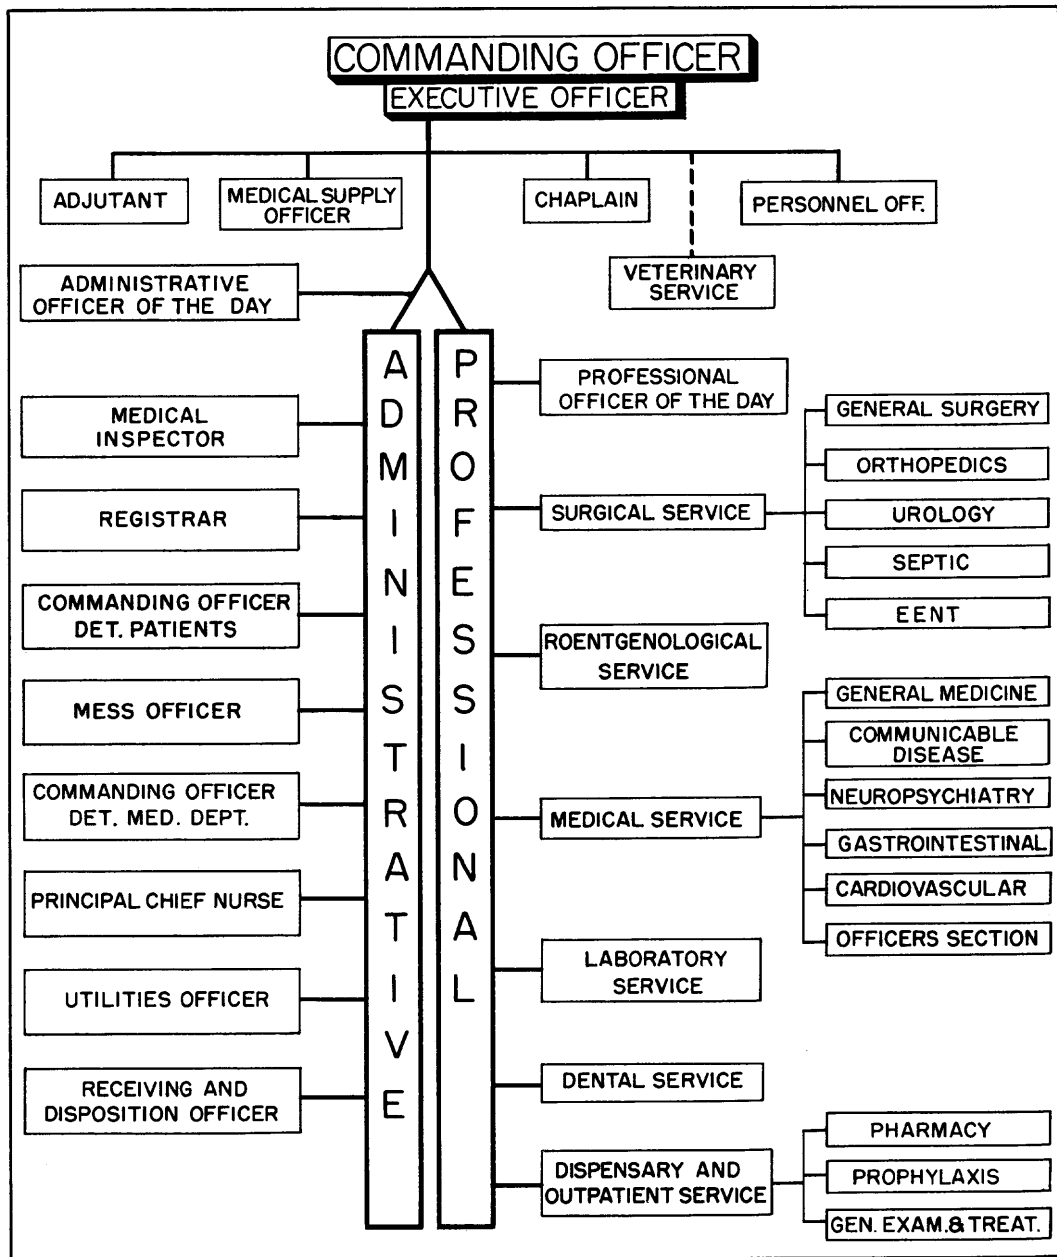 COMMANDING OFFICER
EXECUTIVE OFFICER
ADJUTANT
MEDICAL SUPPLY
OFFICER
CHAPLAIN
PERSONNEL OFF.
VETERINARY
SERVICE
ADMINISTRATIVE
OFFICER OF THE DAY
ADMINISTRATIVE
MEDICAL
INSPECTOR
REGISTRAR
COMMANDING OFFICER
DET. PATIENTS
MESS OFFICER
COMMANDING OFFICER
DET. MED. DEPT.
PRINCIPAL CHIEF NURSE
UTILITIES OFFICER
RECEIVING AND
DISPOSITION OFFICER
PROFESSIONAL
PROFESSIONAL
OFFICER OF THE DAY
SURGICAL SERVICE
GENERAL SURGERY
ORTHOPEDICS
UROLOGY
SEPTIC
EENT
ROENTGENOLOGICAL
SERVICE
MEDICAL SERVICE
GENERAL MEDICINE
COMMUNICABLE
DISEASE
NEUROPSYCHIATRY
GASTROINTESTINAL
CARDIOVASCULAR
OFFICERS SECTION
LABORATORY
SERVICE
DENTAL SERVICE
DISPENSARY AND
OUTPATIENT SERVICE
PHARMACY
PROPHYLAXIS
GEN. EXAM. & TREAT.